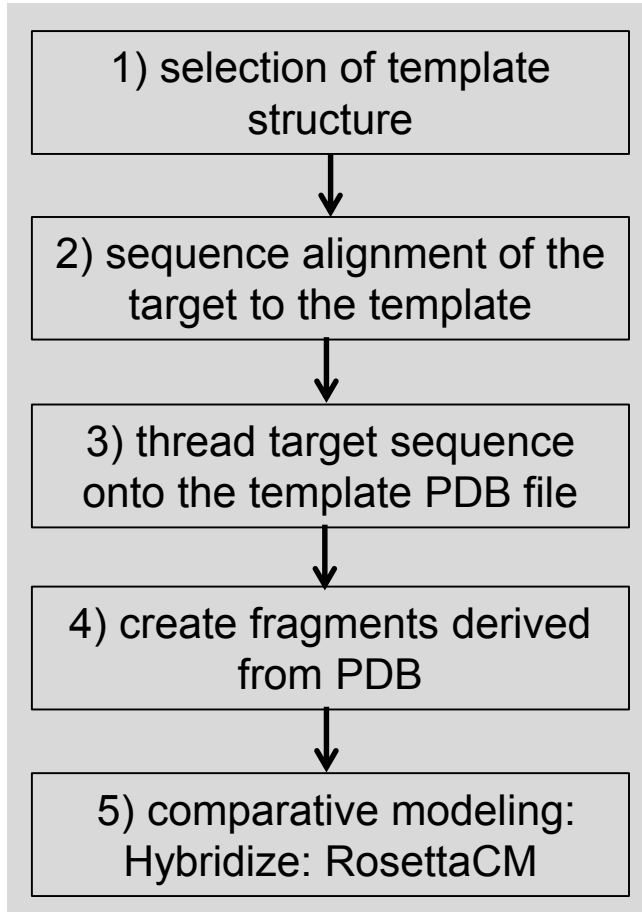 1) selection of template
structure
2) sequence alignment of the
target to the template
3) thread target sequence
onto the template PDB file
4) create fragments derived
from PDB
5) comparative modeling:
Hybridize: RosettaCM